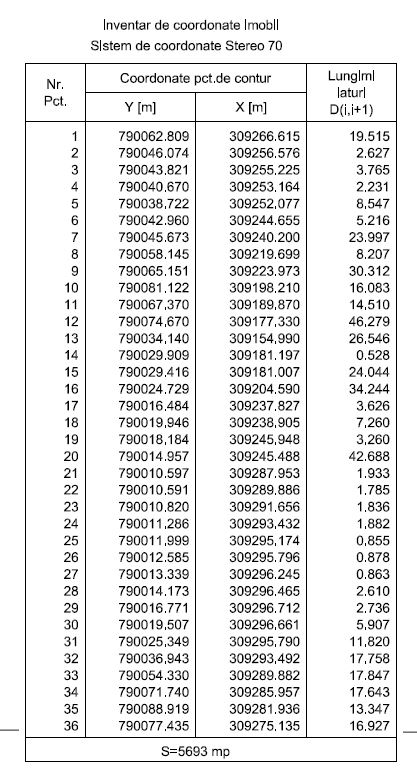 Inventar de coordonate Imobil
Sistem de coordonate Stereo 70
Nr. Pct. Coordonate pct.de contur Lungimi laturi D(i,i+1)
Y [m] X [m]
1 790062.809 309266.615 19.515
2 790046.074 309256.576 2.627
3 790043.821 309255.225 3.765
4 790040.670 309253.164 2.231
5 790038.722 309252.077 8.547
6 790042.960 309244.655 5.216
7 790045.673 309240.200 23.997
8 790058.145 309219.699 8.207
9 790065.151 309223.973 30.312
10 790081.122 309198.210 16.083
11 790067.370 309189.870 14.510
12 790074.670 309177.330 46.279
13 790034.140 309154.990 26.546
14 790029.909 309181.197 0.528
15 790029.416 309181.007 24.044
16 790024.729 309204.590 34.244
17 790016.484 309237.827 3.626
18 790019.946 309238.905 7.260
19 790018.184 309245.948 3.260
20 790014.957 309245.488 42.688
21 790010.597 309287.953 1.933
22 790010.591 309289.886 1.785
23 790010.820 309291.656 1.836
24 790011.286 309293.432 1.882
25 790011.999 309295.174 0.855
26 790012.585 309295.796 0.878
27 790013.339 309296.245 0.863
28 790014.173 309296.465 2.610
29 790016.771 309296.712 2.736
30 790019.507 309296.661 5.907
31 790025.349 309295.790 11.820
32 790036.943 309293.492 17.758
33 790054.330 309289.882 17.847
34 790071.740 309285.957 17.643
35 790088.919 309281.936 13.347
36 790077.435 309275.135 16.927
S=5693 mp